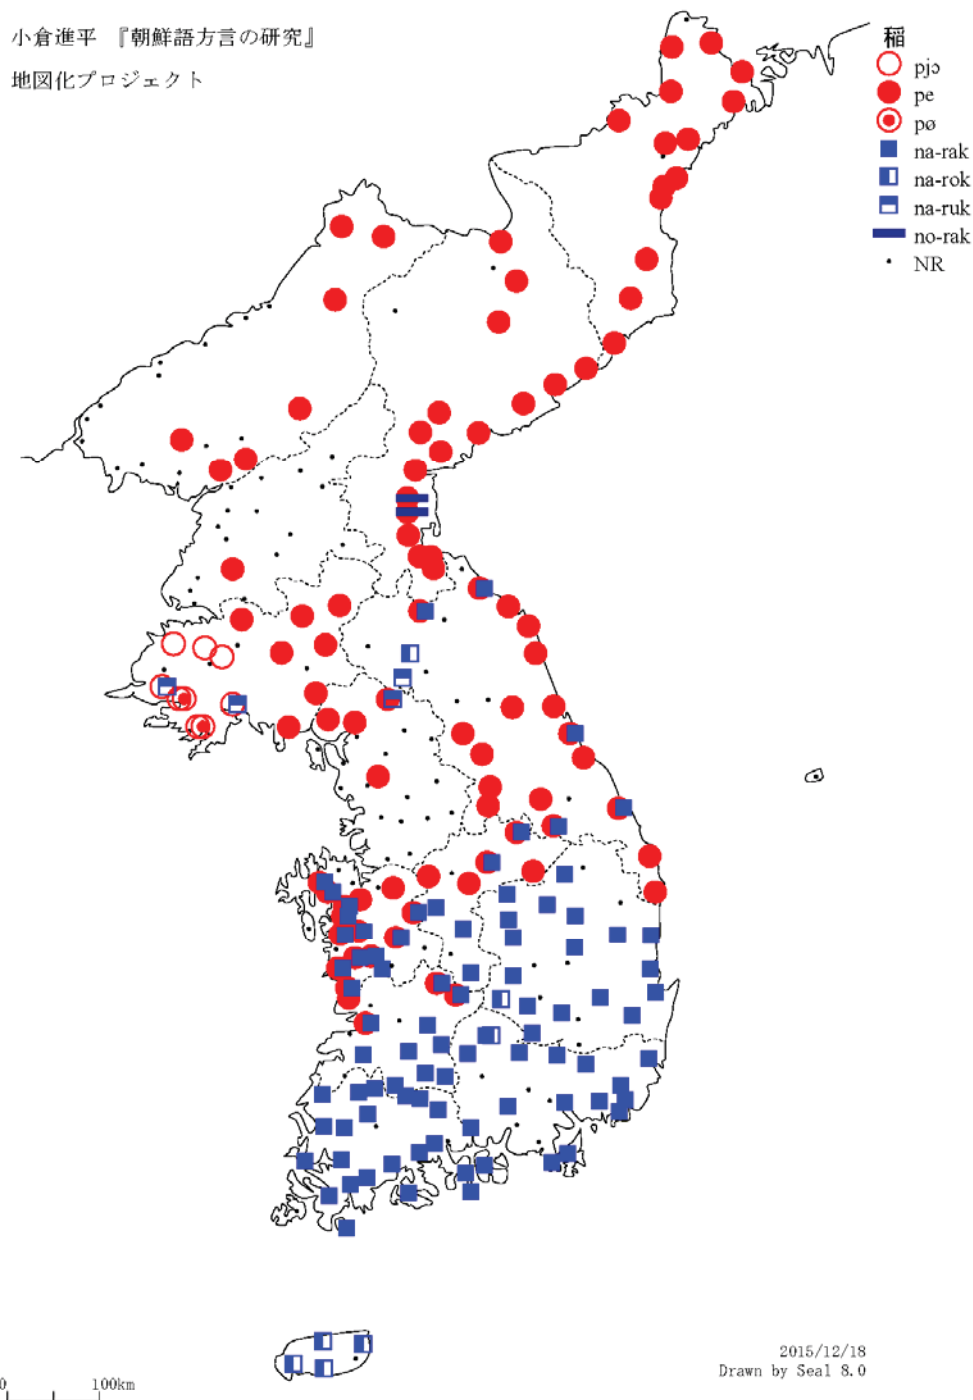 小倉進平 『朝鮮語方言の研究』
地図化プロジェクト
稲
pjɔ
pe
pø
na-rak
na-rok
na-ruk
no-rak
NR
2015/12/18
Drawn by Seal 8.0
0 100km